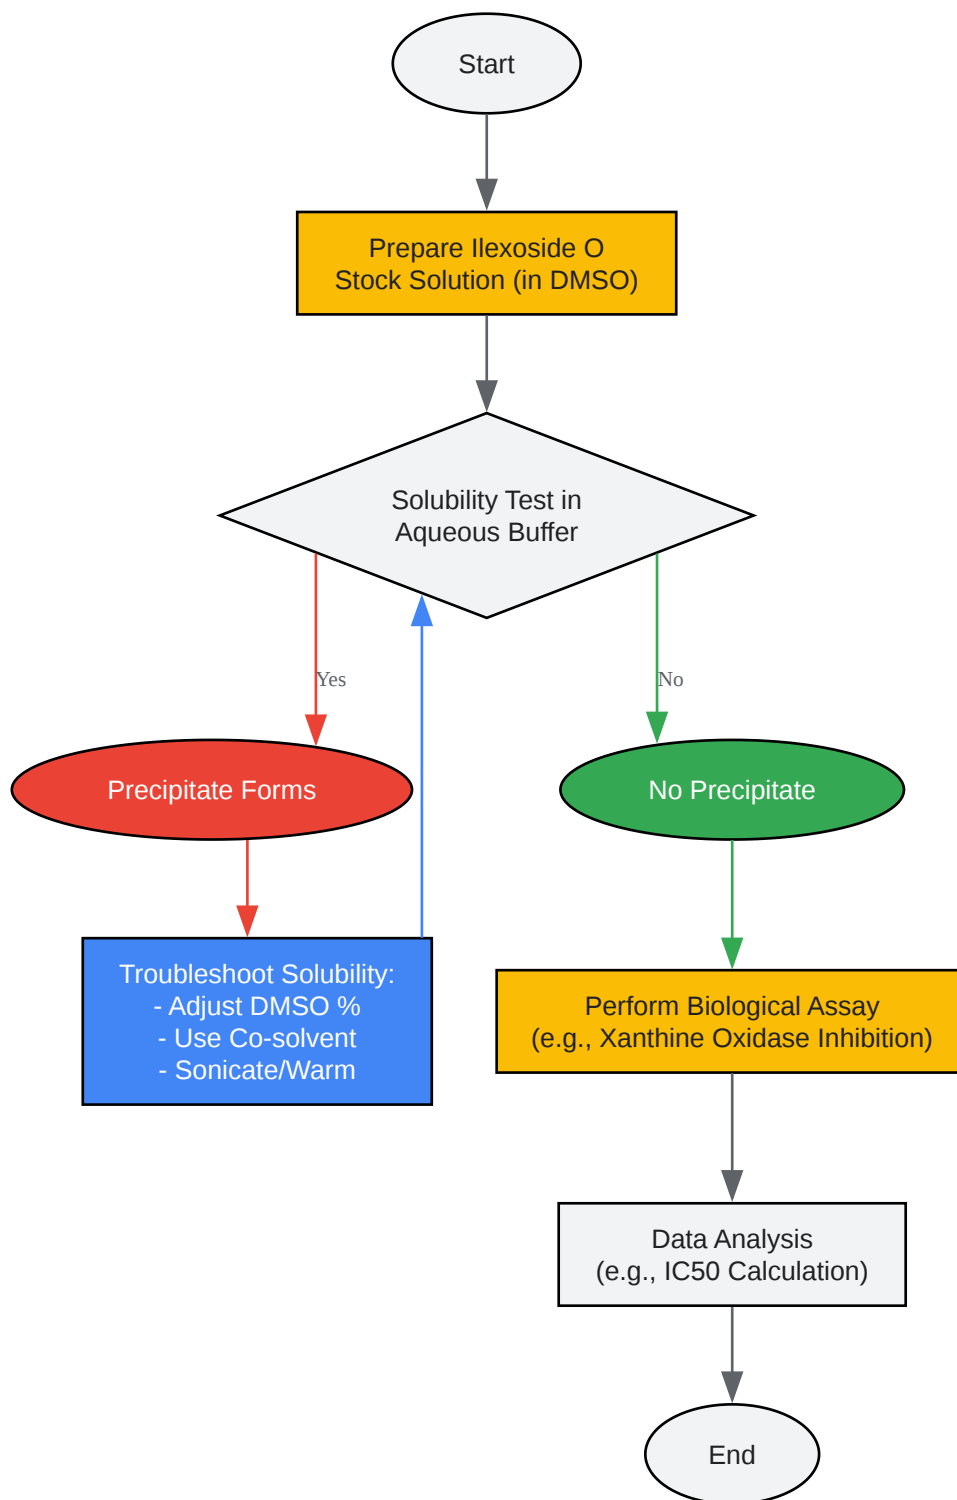 Start
Prepare Ilexoside O
Stock Solution (in DMSO)
Solubility Test in
Aqueous Buffer
Yes
No
Precipitate Forms
No Precipitate
Troubleshoot Solubility:
- Adjust DMSO %
- Use Co-solvent
- Sonicate/Warm
Perform Biological Assay
(e.g., Xanthine Oxidase Inhibition)
Data Analysis
(e.g., IC50 Calculation)
End